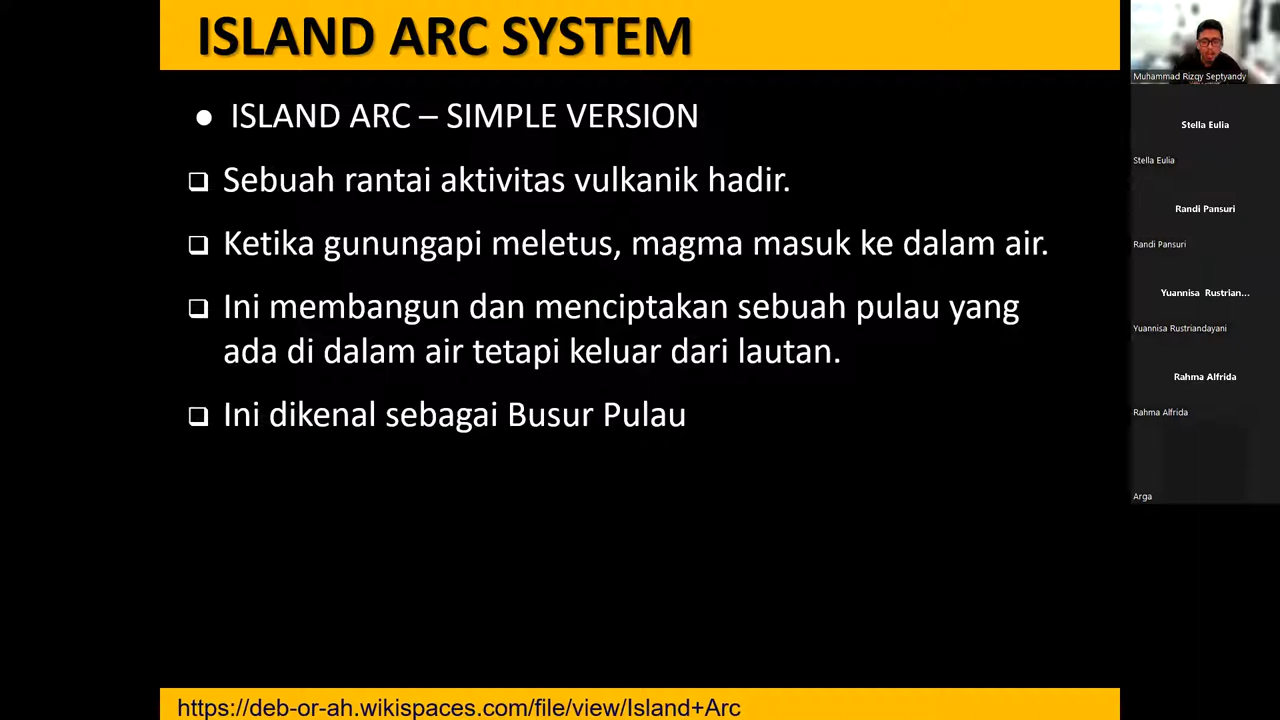 ISLAND ARC SYSTEM
● ISLAND ARC – SIMPLE VERSION
❑ Sebuah rantai aktivitas vulkanik hadir.
❑ Ketika gunungapi meletus, magma masuk ke dalam air.
❑ Ini membangun dan menciptakan sebuah pulau yang
ada di dalam air tetapi keluar dari lautan.
❑ Ini dikenal sebagai Busur Pulau
https://deb-or-ah.wikispaces.com/file/view/Island+Arc
Muhammad Rizqy Septyandy
Stella Eulia
Stella Eulia
Randi Pansuri
Randi Pansuri
Yuannisa Rustrian...
Yuannisa Rustriandayani
Rahma Alfrida
Rahma Alfrida
Arga